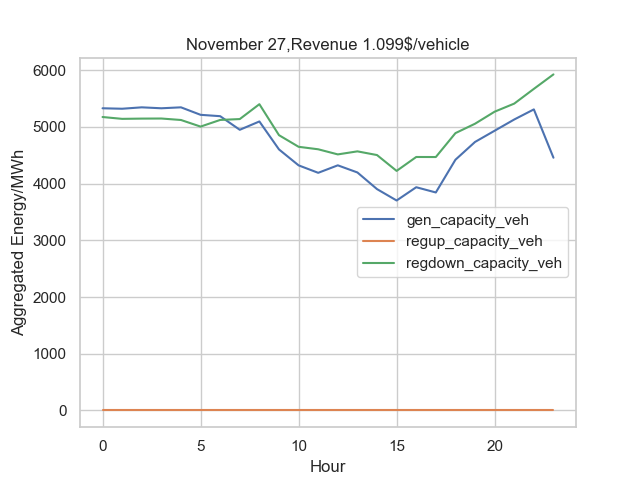 November 27,Revenue 1.099$/vehicle
Aggregated Energy/MWh
6000
5000
4000
3000
2000
1000
0
gen_capacity_veh
regup_capacity_veh
regdown_capacity_veh
0 5 10 15 20
Hour